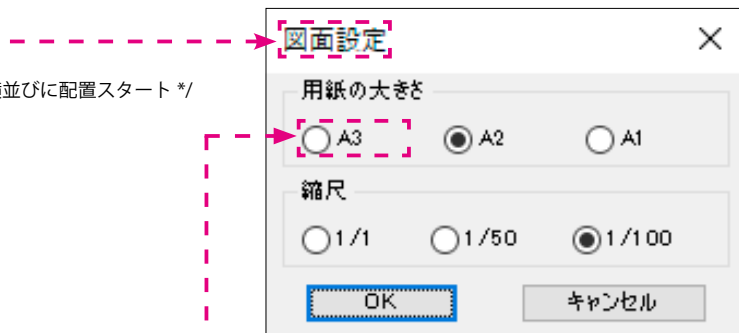 図面設定
並びに配置スタート */
用紙の大きさ
A3 A2 A1
縮尺
1/1 1/50 1/100
OK キャンセル